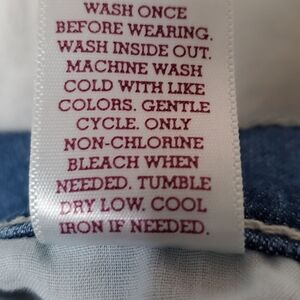 WASH ONCE
BEFORE WEARING.
WASH INSIDE OUT.
MACHINE WASH
COLD WITH LIKE
COLORS. GENTLE
CYCLE. ONLY
NON-CHLORINE
BLEACH WHEN
NEEDED. TUMBLE
DRY LOW. COOL
IRON IF NEEDED.